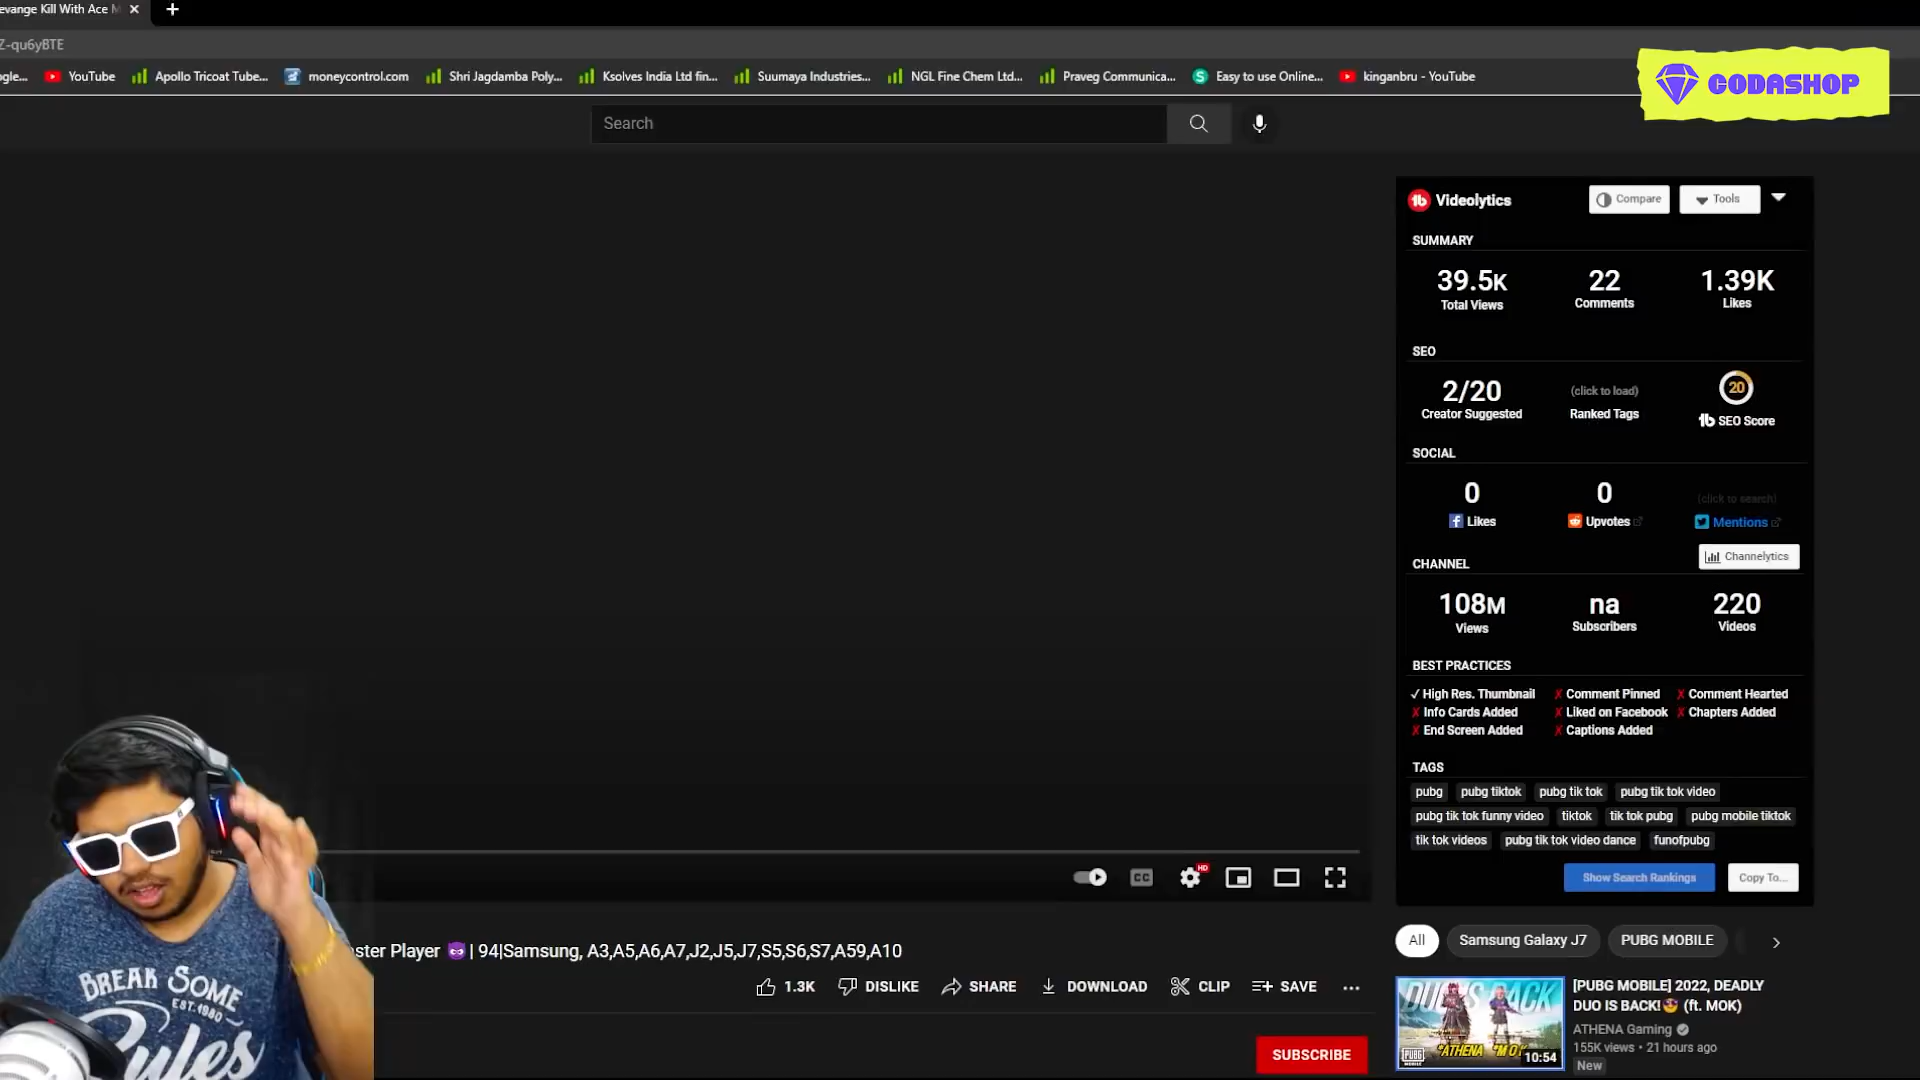 evange Kill With Ace M
Z-qu6yBTE
ogle...
YouTube
Apollo Tricoat Tube...
moneycontrol.com
Shri Jagdamba Poly...
Ksolves India Ltd fin...
Suumaya Industries...
NGL Fine Chem Ltd...
Praveg Communica...
Easy to use Online...
kinganbru - YouTube
CODASHOP
Search
Videolytics
Compare
Tools
SUMMARY
39.5K
22
1.39K
Total Views
Comments
Likes
SEO
2/20
(click to load)
20
Creator Suggested
Ranked Tags
SEO Score
SOCIAL
0
0
(click to search)
Likes
Upvotes
Mentions
CHANNEL
Channelytics
108M
na
220
Views
Subscribers
Videos
BEST PRACTICES
✓ High Res. Thumbnail
✗ Comment Pinned
✗ Comment Hearted
✗ Info Cards Added
✗ Liked on Facebook
✗ Chapters Added
✗ End Screen Added
✗ Captions Added
TAGS
pubg
pubg tiktok
pubg tik tok
pubg tik tok video
pubg tik tok funny video
tiktok
tik tok pubg
pubg mobile tiktok
tik tok videos
pubg tik tok video dance
funofpubg
Show Search Rankings
Copy To...
CC
HD
ster Player 😈| 94|Samsung, A3,A5,A6,A7,J2,J5,J7,S5,S6,S7,A59,A10
1.3K
DISLIKE
SHARE
DOWNLOAD
CLIP
SAVE
SUBSCRIBE
All
Samsung Galaxy J7
PUBG MOBILE
[PUBG MOBILE] 2022, DEADLY
DUO IS BACK!🤠 (ft. MOK)
ATHENA Gaming
155K views • 21 hours ago
New
10:54
BREAK SOME
EST.1980
Rules